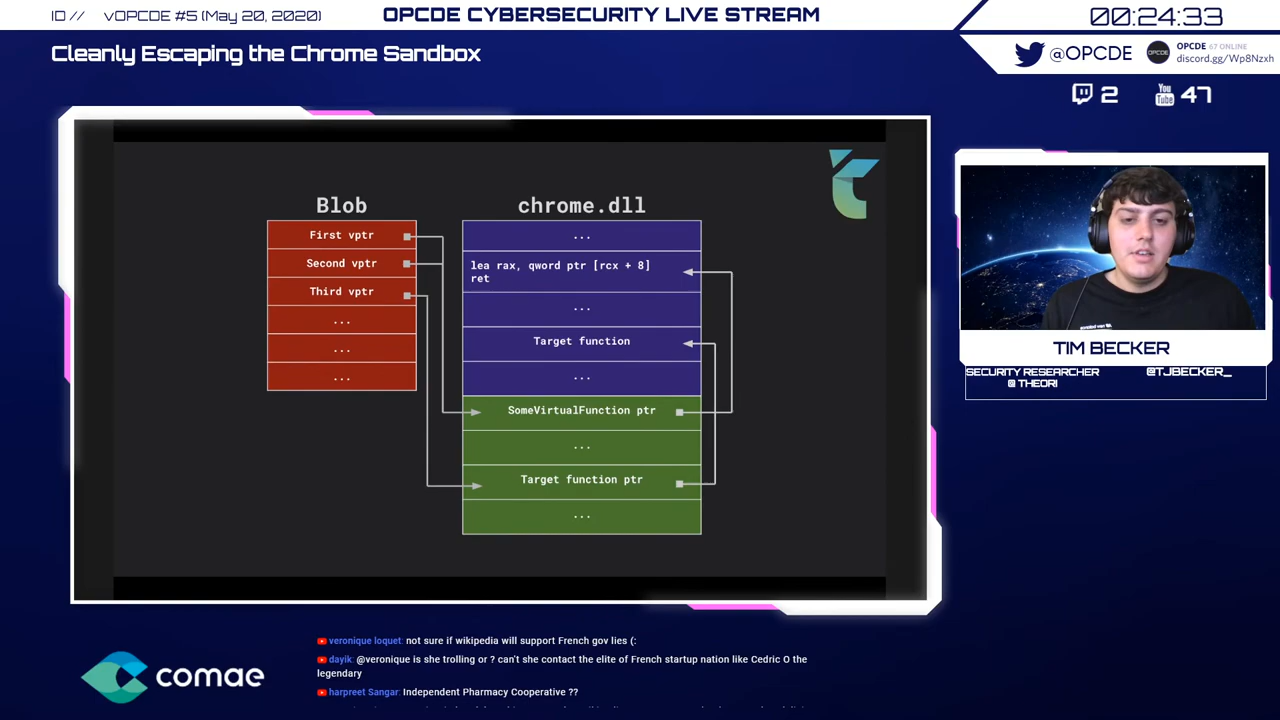 ID // vOPCDE #5 (May 20, 2020)
OPCDE CYBERSECURITY LIVE STREAM
00:24:33
Cleanly Escaping the Chrome Sandbox
@OPCDE
OPCDE 67 ONLINE
discord.gg/Wp8Nzxh
2
You Tube 47
Blob
First vptr
Second vptr
Third vptr
...
...
...
chrome.dll
...
lea rax, qword ptr [rcx + 8]
ret
...
Target function
...
SomeVirtualFunction ptr
...
Target function ptr
...
TIM BECKER
SECURITY RESEARCHER
@ THEORI
@TJBECKER_
comae
veronique loquet: not sure if wikipedia will support French gov lies (:
dayik: @veronique is she trolling or ? can't she contact the elite of French startup nation like Cedric O the
legendary
harpreet Sangar: Independent Pharmacy Cooperative ??